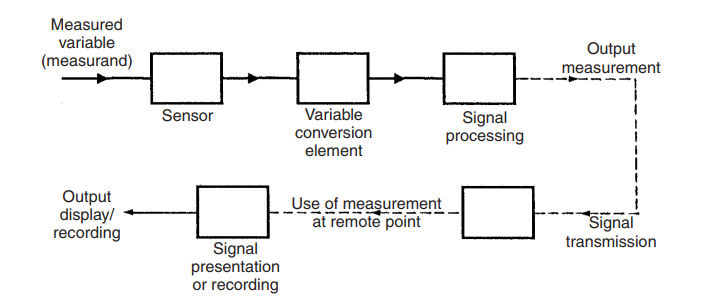 Measured
variable
(measurand)
Sensor
Variable
conversion
element
Signal
processing
Output
measurement
Signal
transmission
Use of measurement
at remote point
Signal
presentation
or recording
Output
display/
recording